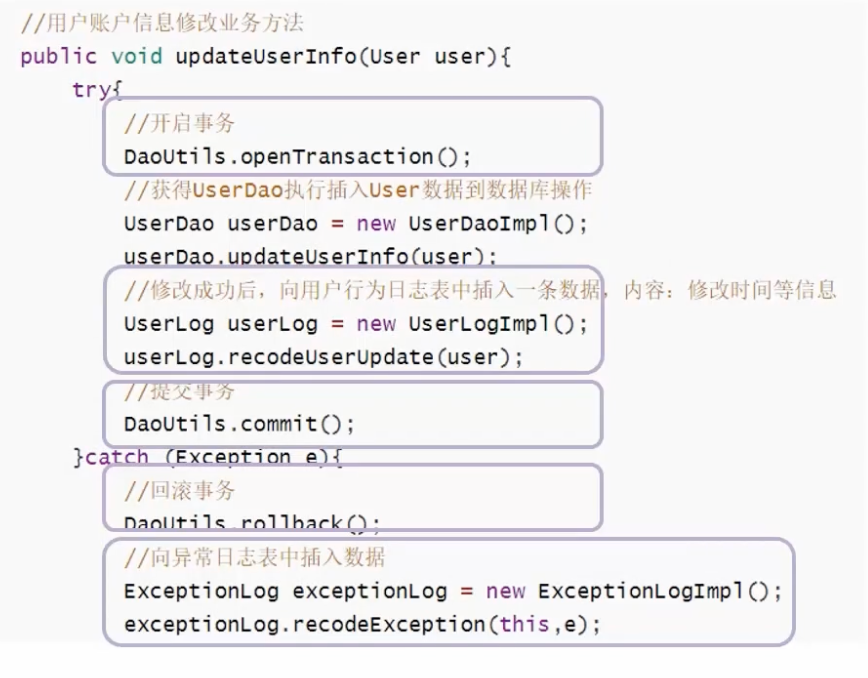 //用户账户信息修改业务方法
public void updateUserInfo(User user){
try{
//开启事务
DaoUtils.openTransaction();
//获得UserDao执行插入User数据到数据库操作
UserDao userDao = new UserDaoImpl();
userDao.updateUserInfo(user);
//修改成功后，向用户行为日志表中插入一条数据，内容：修改时间等信息
UserLog userLog = new UserLogImpl();
userLog.recodeUserUpdate(user);
//提交事务
DaoUtils.commit();
}catch (Exception e){
//回滚事务
DaoUtils.rollback();
//向异常日志表中插入数据
ExceptionLog exceptionLog = new ExceptionLogImpl();
exceptionLog.recodeException(this,e);